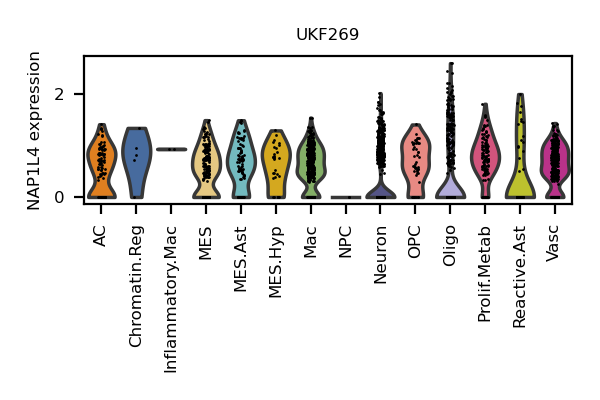 UKF269
NAP1L4 expression
2
0
AC
Chromatin.Reg
Inflammatory.Mac
MES
MES.Ast
MES.Hyp
Mac
NPC
Neuron
OPC
Oligo
Prolif.Metab
Reactive.Ast
Vasc